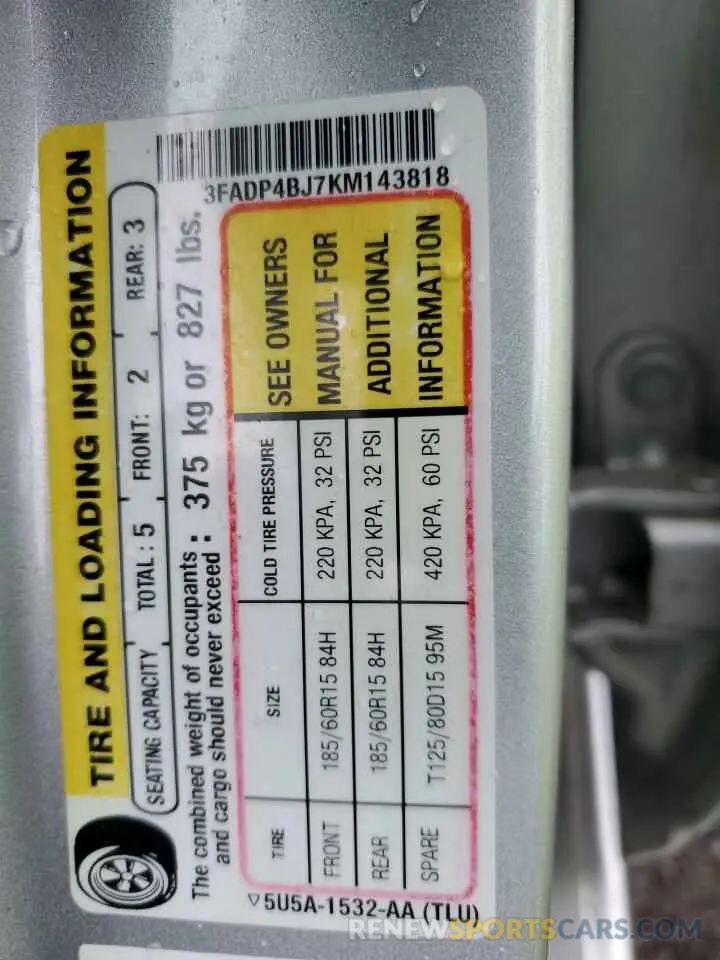 TIRE AND LOADING INFORMATION
SEATING CAPACITY TOTAL : 5 FRONT: 2 REAR: 3
The combined weight of occupants and cargo should never exceed : 375 kg or 827 lbs.
3FADP4BJ7KM143818
TIRE SIZE COLD TIRE PRESSURE
FRONT 185/60R15 84H 220 KPA, 32 PSI
REAR 185/60R15 84H 220 KPA, 32 PSI
SPARE T125/80D15 95M 420 KPA, 60 PSI
SEE OWNERS
MANUAL FOR
ADDITIONAL
INFORMATION
▽5U5A-1532-AA (TLU)
RENEWSPORTSCARS.COM